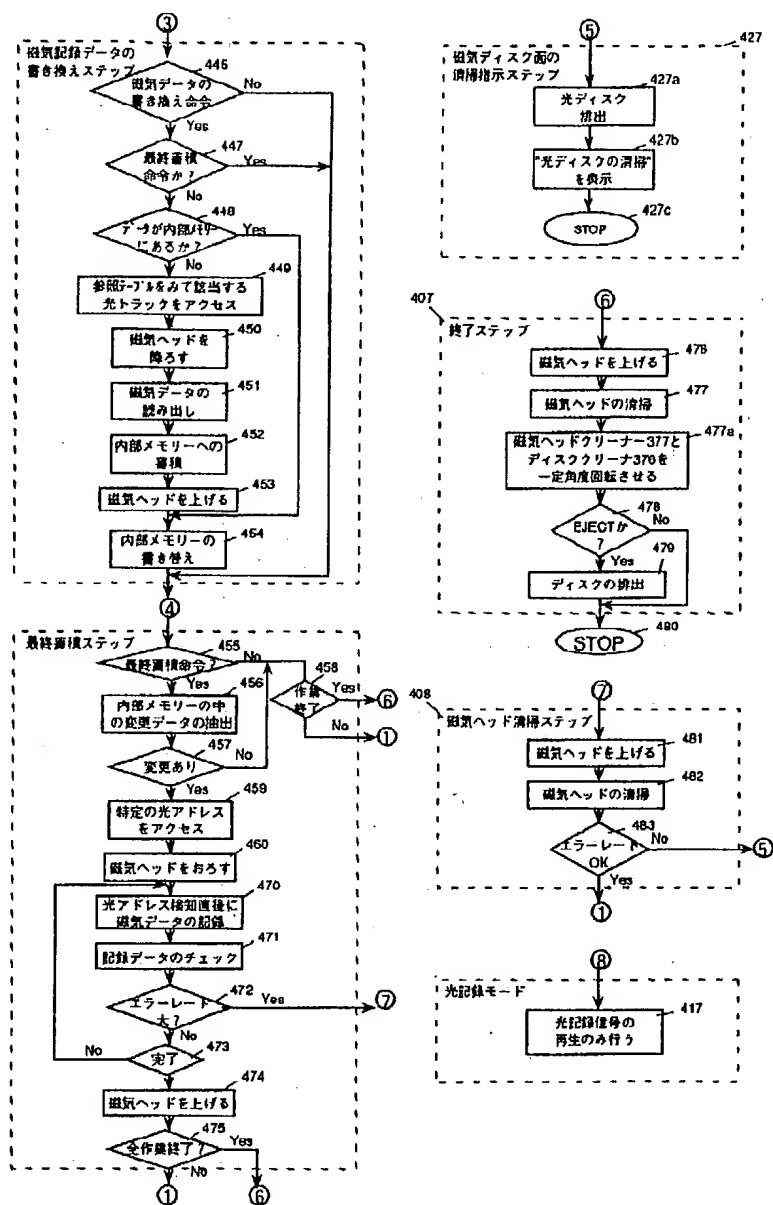 ③
磁気記録データの
書き換えステップ
446
磁気データの
書き換え命令
No
Yes
447
最終蓄積
命令か?
Yes
No
448
データが内部メモリー
にあるか?
Yes
No
449
参照テーブルをみて該当する
光トラックをアクセス
450
磁気ヘッドを
降ろす
451
磁気データの
読み出し
452
内部メモリーへの
蓄積
453
磁気ヘッドを上げる
454
内部メモリーの
書き替え
④
最終蓄積ステップ
455
最終蓄積命令?
No
Yes
456
内部メモリーの中
の変更データの抽出
457
変更あり
No
Yes
458
作業
終了
Yes
⑥
No
①
459
特定の光アドレス
をアクセス
460
磁気ヘッドをおろす
470
光アドレス検知直後に
磁気データの記録
471
記録データのチェック
472
エラーレート
大?
Yes
⑦
No
473
完了
No
474
磁気ヘッドを上げる
475
全作業終了?
Yes
No
①
⑥
⑤
427
磁気ディスク面の
清掃指示ステップ
427a
光ディスク
排出
427b
"光ディスクの清掃"
を表示
427c
STOP
⑥
407
終了ステップ
476
磁気ヘッドを上げる
477
磁気ヘッドの清掃
477a
磁気ヘッドクリーナー377と
ディスククリーナ376を
一定角度回転させる
478
EJECTか
?
No
Yes
479
ディスクの排出
480
STOP
⑦
408
磁気ヘッド清掃ステップ
481
磁気ヘッドを上げる
482
磁気ヘッドの清掃
483
エラーレート
OK
No
⑤
Yes
①
⑧
光記録モード
417
光記録信号の
再生のみ行う